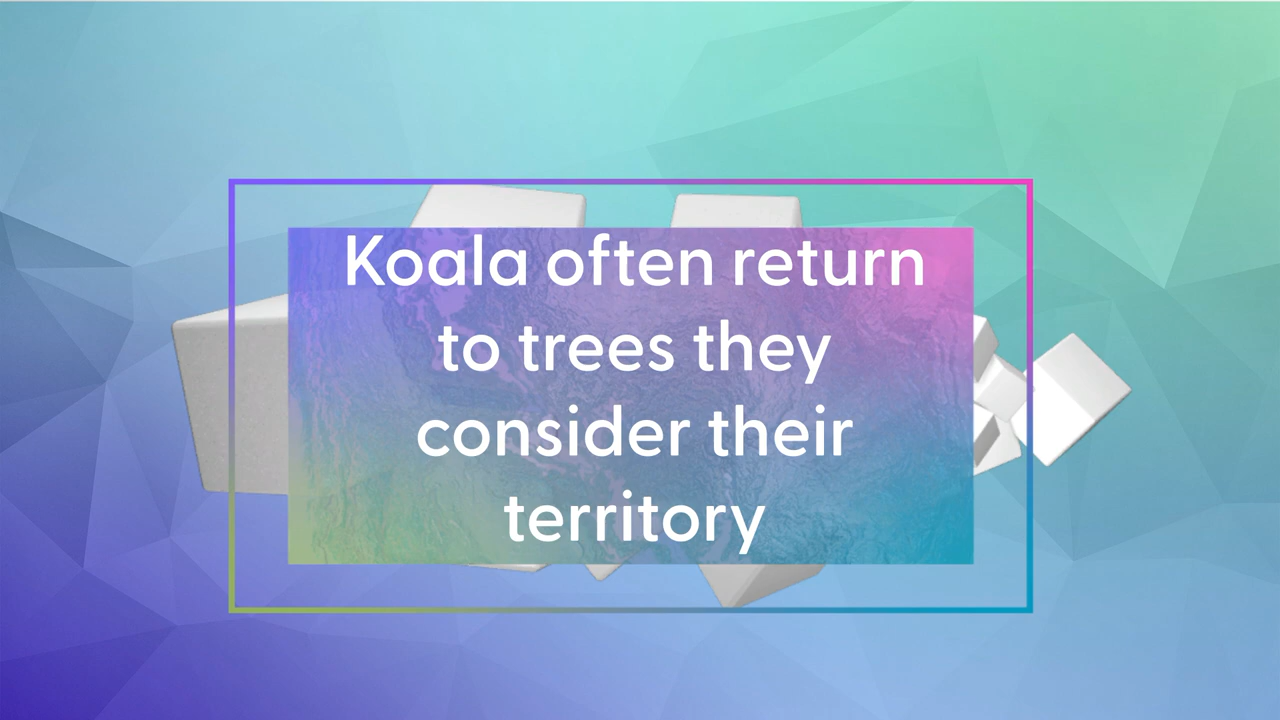 Koala often return
to trees they
consider their
territory